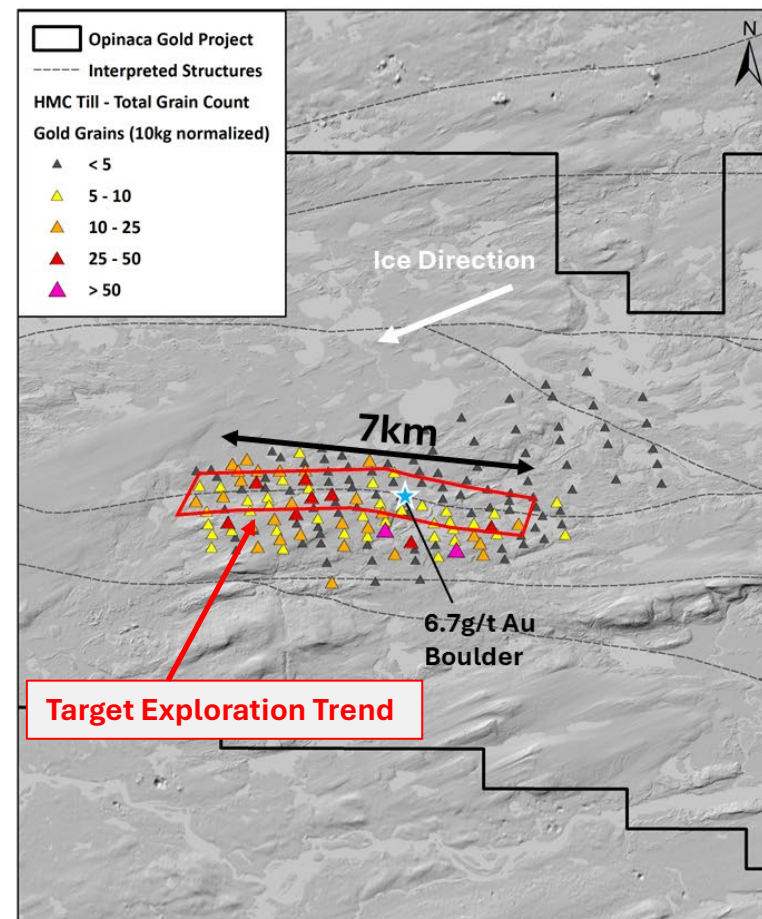 Opinaca Gold Project
Interpreted Structures
HMC Till - Total Grain Count
Gold Grains (10kg normalized)
< 5
5 - 10
10 - 25
25 - 50
> 50
N
Ice Direction
7km
6.7g/t Au
Boulder
Target Exploration Trend